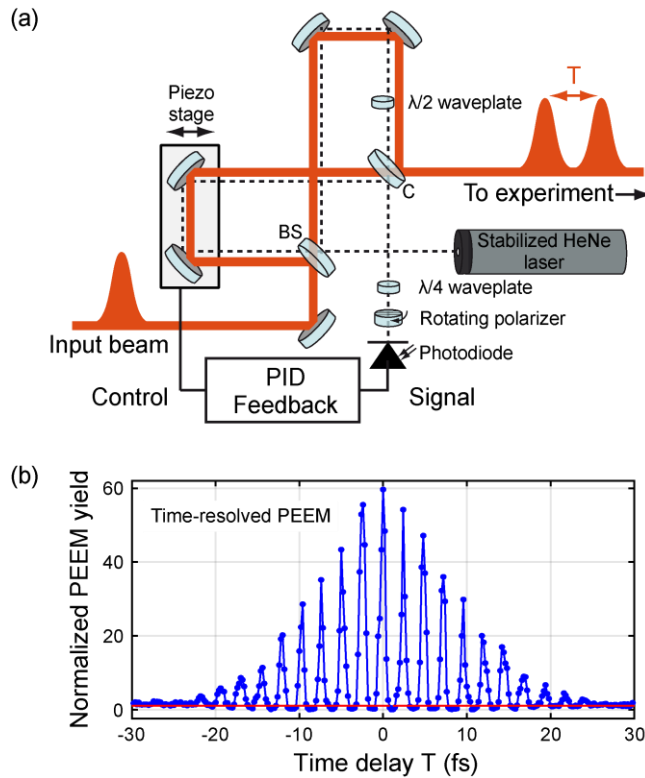 (a)
Piezo
stage
λ/2 waveplate
T
C
To experiment
BS
Stabilized HeNe
laser
λ/4 waveplate
Rotating polarizer
Input beam
Photodiode
Control
PID
Feedback
Signal
(b)
Normalized PEEM yield
60
40
20
0
Time-resolved PEEM
-30 -20 -10 0 10 20 30
Time delay T (fs)